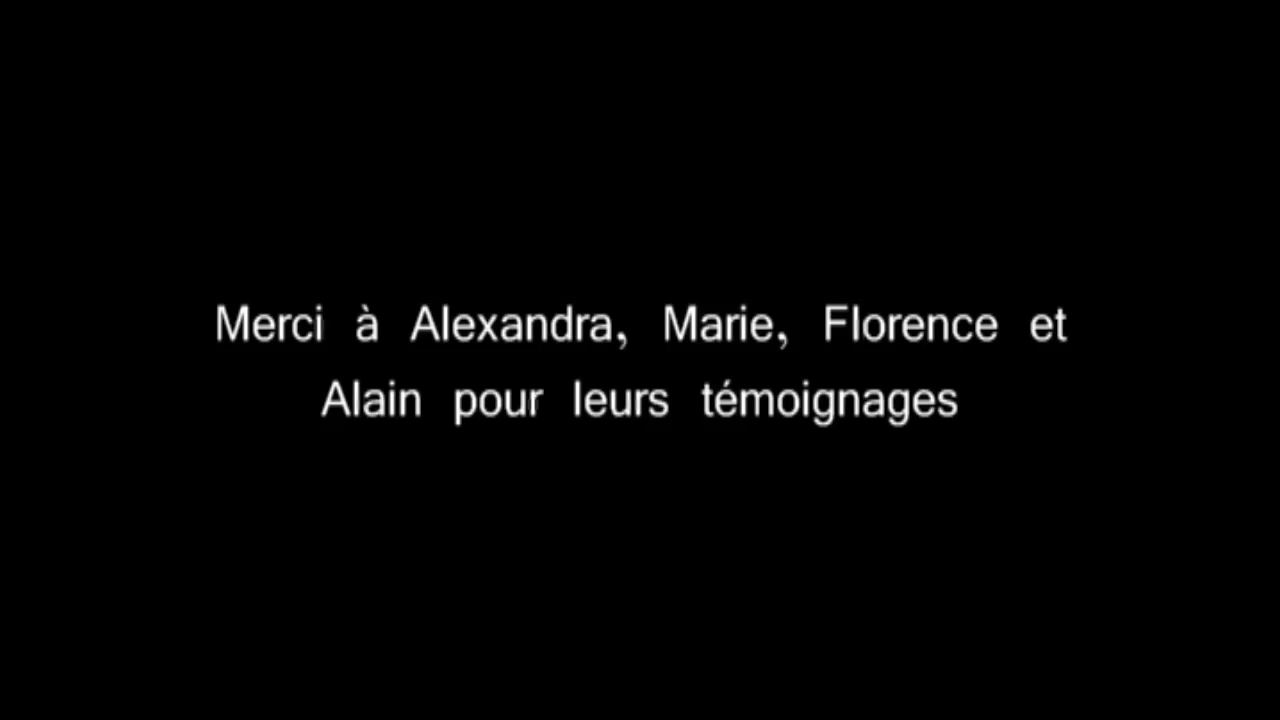 Merci à Alexandra, Marie, Florence et
Alain pour leurs témoignages